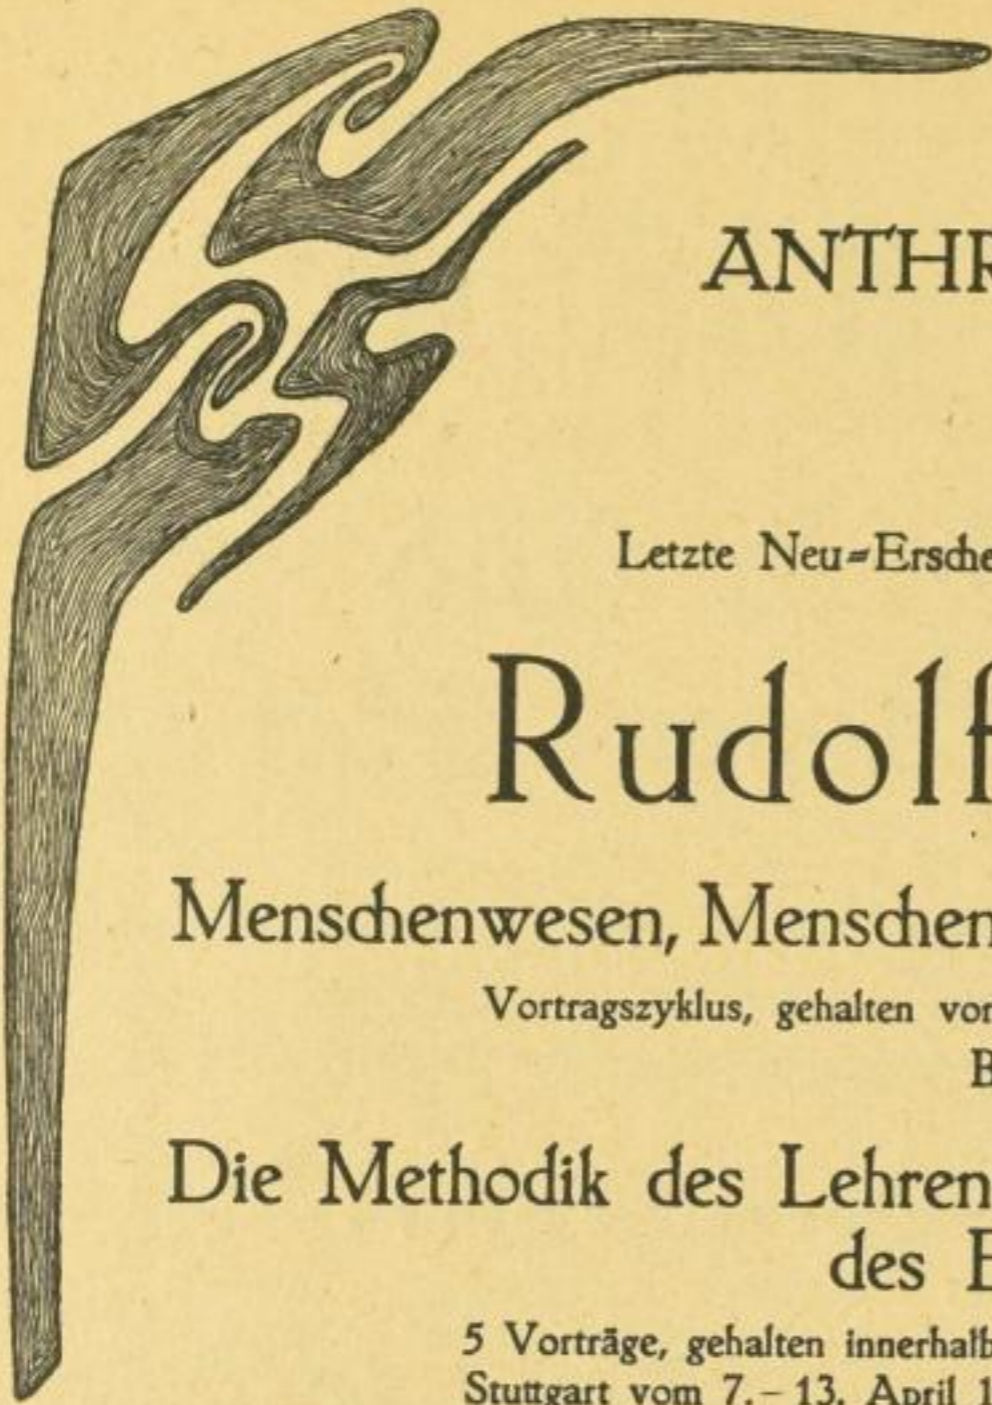 ANTHR
Letzte Neu=Ersche
Rudolf
Menschenwesen, Menschen
Vortragszyklus, gehalten vor
B
Die Methodik des Lehren
des E
5 Vorträge, gehalten innerhalb
Stuttgart vom 7.– 13. April 1